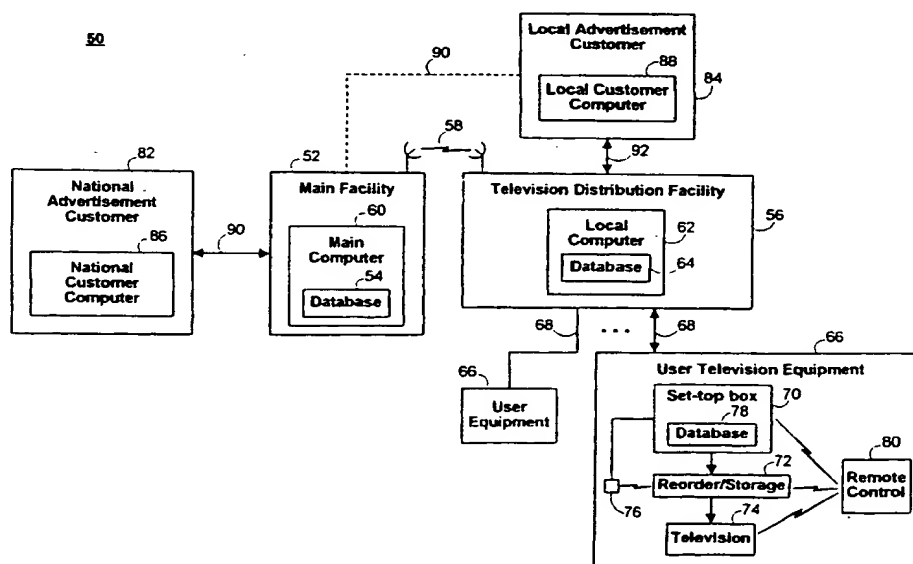 50
Local Advertisement
Customer
88
Local Customer
Computer
84
90
58
92
82
National
Advertisement
Customer
86
National
Customer
Computer
90
52
Main Facility
60
Main
Computer
54
Database
Television Distribution Facility
56
Local
Computer
62
Database
64
68
...
68
66
User
Equipment
66
User Television Equipment
Set-top box
70
78
Database
72
Reorder/Storage
76
74
Television
80
Remote
Control